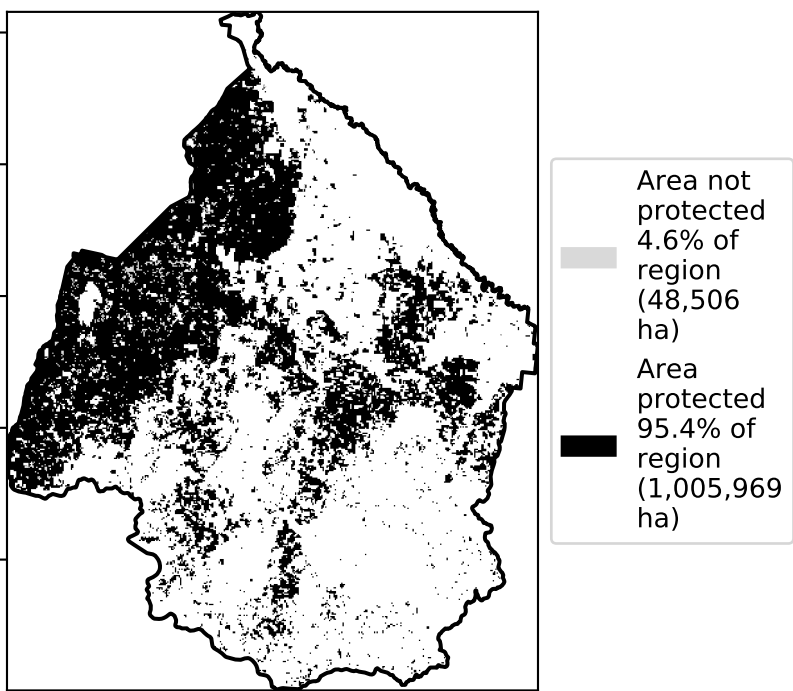 Area not
protected
4.6% of
region
(48,506
ha)
Area
protected
95.4% of
region
(1,005,969
ha)